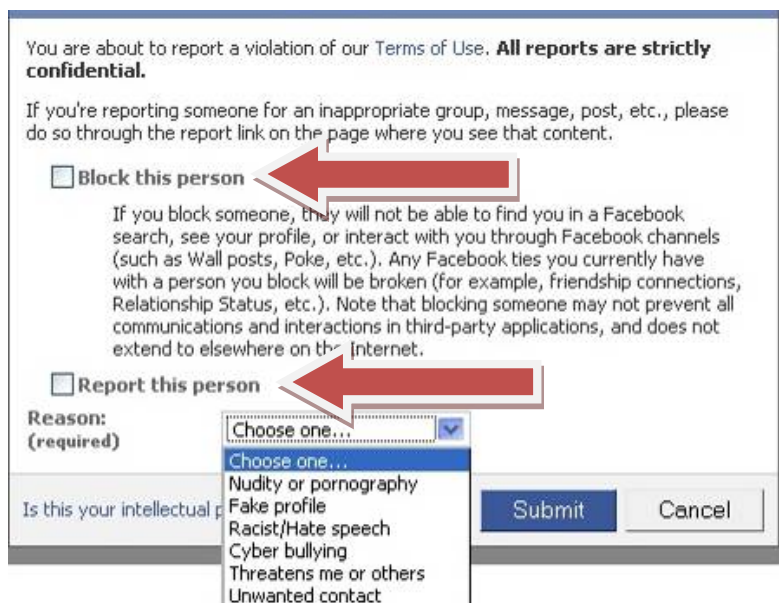 You are about to report a violation of our Terms of Use. All reports are strictly
confidential.
If you're reporting someone for an inappropriate group, message, post, etc., please
do so through the report link on the page where you see that content.
Block this person
If you block someone, they will not be able to find you in a Facebook
search, see your profile, or interact with you through Facebook channels
(such as Wall posts, Poke, etc.). Any Facebook ties you currently have
with a person you block will be broken (for example, friendship connections,
Relationship Status, etc.). Note that blocking someone may not prevent all
communications and interactions in third-party applications, and does not
extend to elsewhere on the Internet.
Report this person
Reason:
(required)
Choose one...
Choose one...
Nudity or pornography
Fake profile
Racist/Hate speech
Cyber bullying
Threatens me or others
Unwanted contact
Is this your intellectual p
Submit
Cancel